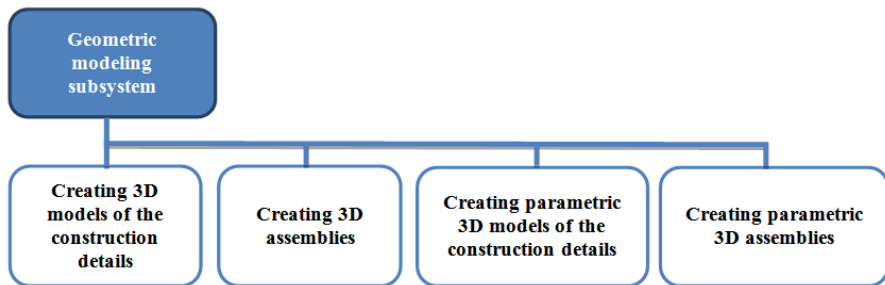 Geometric
modeling
subsystem
Creating 3D
models of the
construction
details
Creating 3D
assemblies
Creating parametric
3D models of the
construction details
Creating parametric
3D assemblies